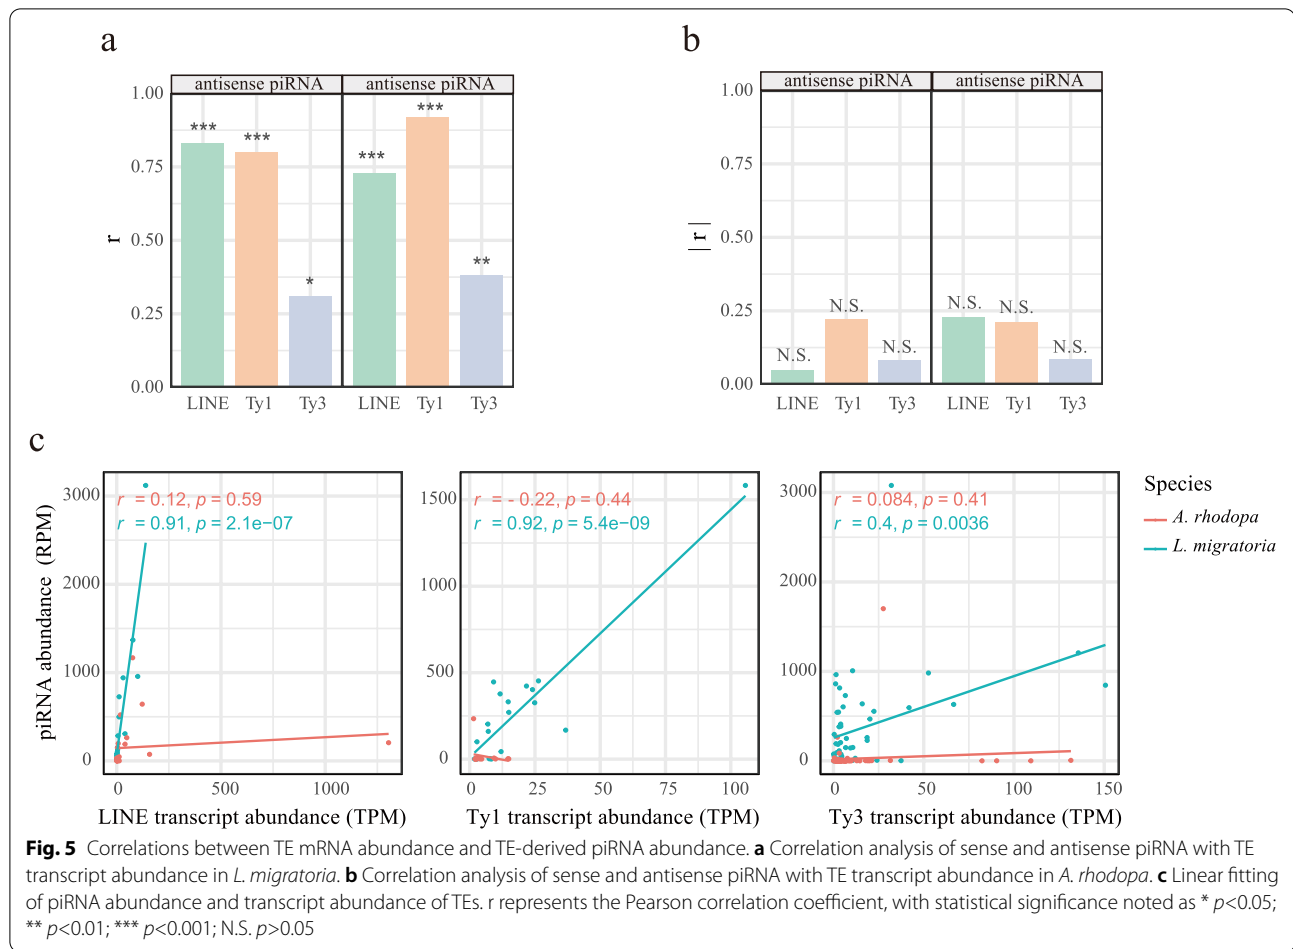 a
antisense piRNA
antisense piRNA
1.00
0.75
0.50
0.25
0.00
r
***
***
*
***
***
**
LINE
Ty1
Ty3
LINE
Ty1
Ty3
b
antisense piRNA
antisense piRNA
1.00
0.75
0.50
0.25
0.00
| r |
N.S.
N.S.
N.S.
N.S.
N.S.
N.S.
LINE
Ty1
Ty3
LINE
Ty1
Ty3
c
piRNA abundance (RPM)
3000
2000
1000
0
r = 0.12, p = 0.59
r = 0.91, p = 2.1e−07
0
500
1000
LINE transcript abundance (TPM)
1500
1000
500
0
r = - 0.22, p = 0.44
r = 0.92, p = 5.4e−09
0
25
50
75
100
Ty1 transcript abundance (TPM)
3000
2000
1000
0
r = 0.084, p = 0.41
r = 0.4, p = 0.0036
0
50
100
150
Ty3 transcript abundance (TPM)
Species
A. rhodopa
L. migratoria
Fig. 5 Correlations between TE mRNA abundance and TE-derived piRNA abundance. a Correlation analysis of sense and antisense piRNA with TE
transcript abundance in L. migratoria. b Correlation analysis of sense and antisense piRNA with TE transcript abundance in A. rhodopa. c Linear fitting
of piRNA abundance and transcript abundance of TEs. r represents the Pearson correlation coefficient, with statistical significance noted as * p<0.05;
** p<0.01; *** p<0.001; N.S. p>0.05